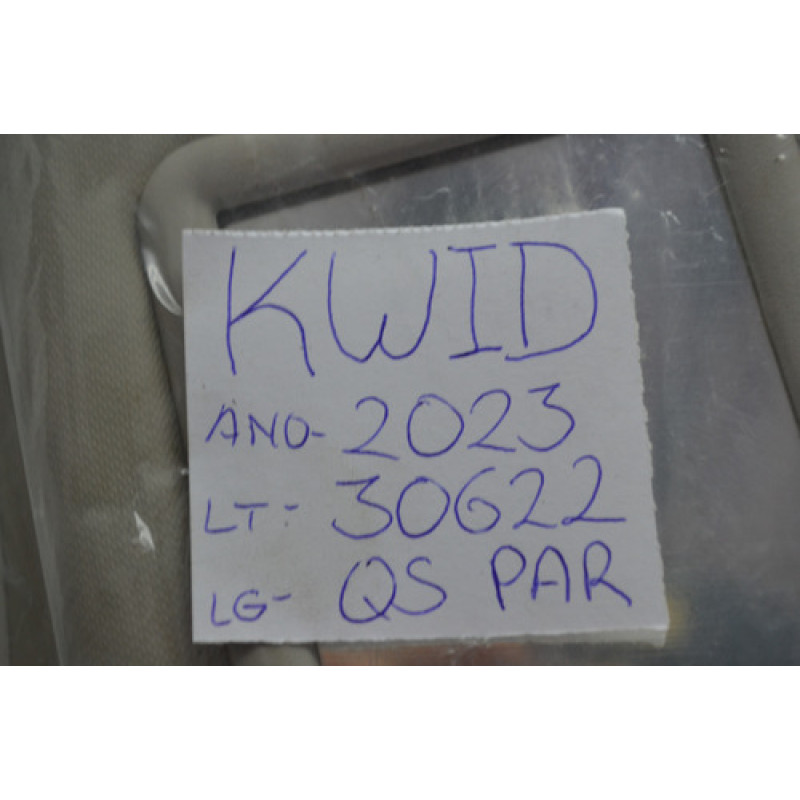 KWID
ANO- 2023
LT- 30622
LG- QS PAR